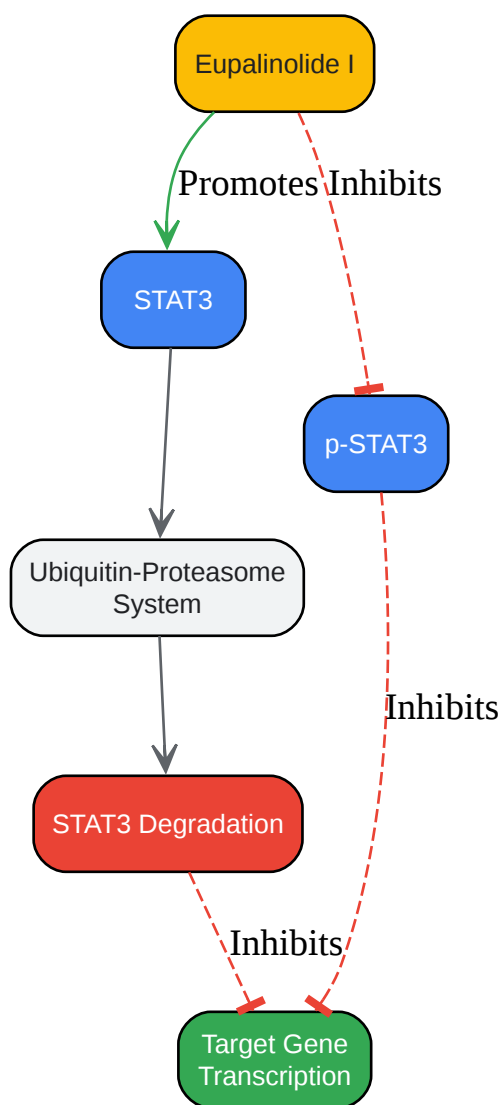 Eupalinolide I
Promotes
Inhibits
STAT3
p-STAT3
Ubiquitin-Proteasome
System
Inhibits
STAT3 Degradation
Inhibits
Target Gene
Transcription